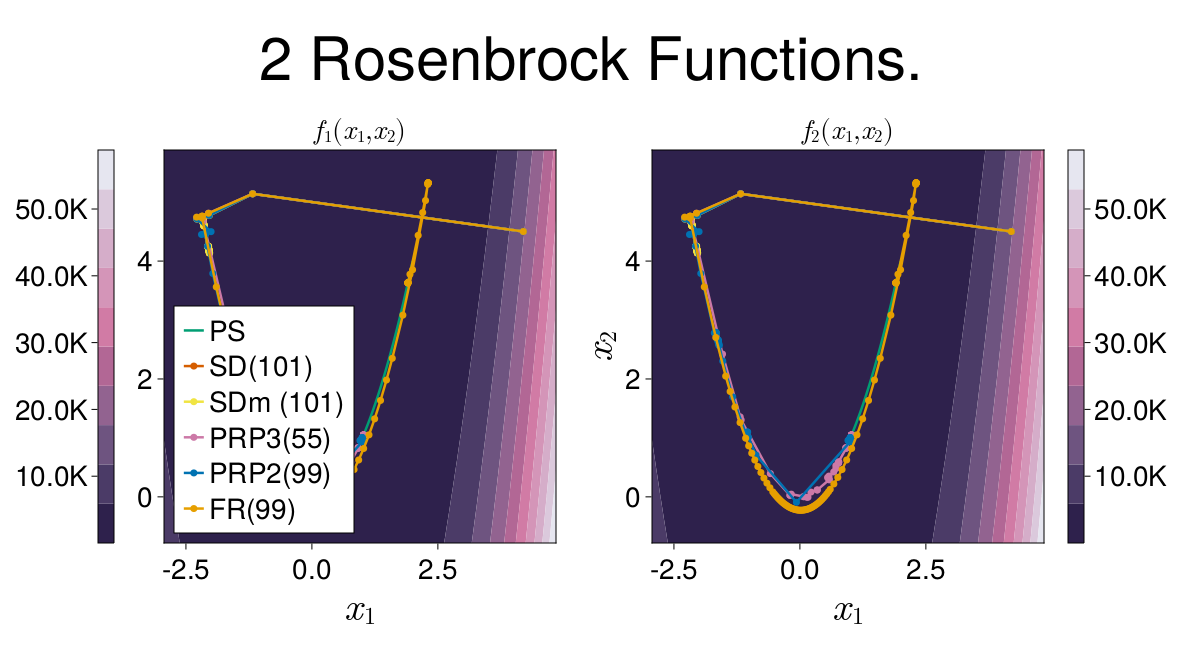 2 Rosenbrock Functions.
f₁(x₁,x₂)
f₂(x₁,x₂)
50.0K
40.0K
30.0K
20.0K
10.0K
4
2
0
PS
SD(101)
SDm (101)
PRP3(55)
PRP2(99)
FR(99)
-2.5
0.0
2.5
x₁
x₂
4
2
0
-2.5
0.0
2.5
x₁
50.0K
40.0K
30.0K
20.0K
10.0K